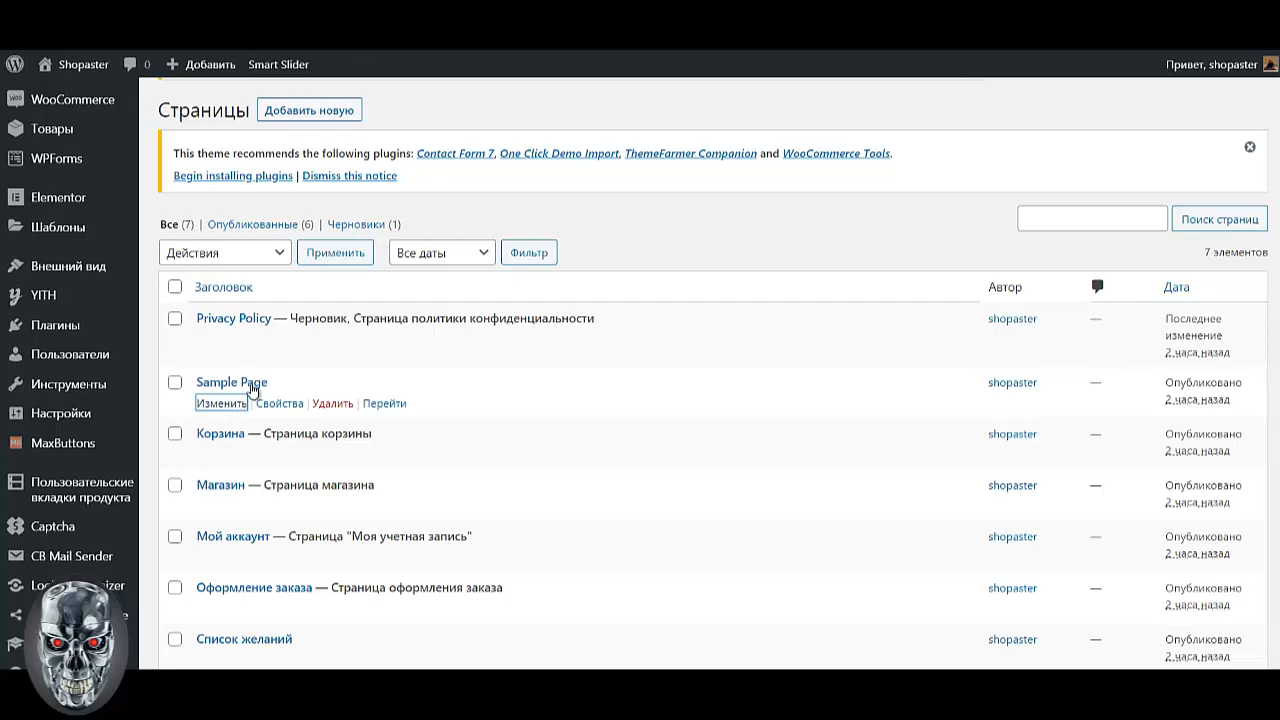 Shopaster 0 Добавить Smart Slider Привет, shopaster
WooCommerce
Товары
WPForms
Elementor
Шаблоны
Внешний вид
YITH
Плагины
Пользователи
Инструменты
Настройки
MaxButtons
Пользовательские
вкладки продукта
Captcha
CB Mail Sender
Страницы Добавить новую
This theme recommends the following plugins: Contact Form 7, One Click Demo Import, ThemeFarmer Companion and WooCommerce Tools.
Begin installing plugins | Dismiss this notice
Все (7) | Опубликованные (6) | Черновики (1)
Поиск страниц
Действия Применить Все даты Фильтр
7 элементов
Заголовок Автор Дата
Privacy Policy — Черновик, Страница политики конфиденциальности shopaster — Последнее
изменение
2 часа назад
Sample Page shopaster — Опубликовано
2 часа назад
Изменить | Свойства | Удалить | Перейти
Корзина — Страница корзины shopaster — Опубликовано
2 часа назад
Магазин — Страница магазина shopaster — Опубликовано
2 часа назад
Мой аккаунт — Страница "Моя учетная запись" shopaster — Опубликовано
2 часа назад
Оформление заказа — Страница оформления заказа shopaster — Опубликовано
2 часа назад
Список желаний shopaster — Опубликовано
2 часа назад